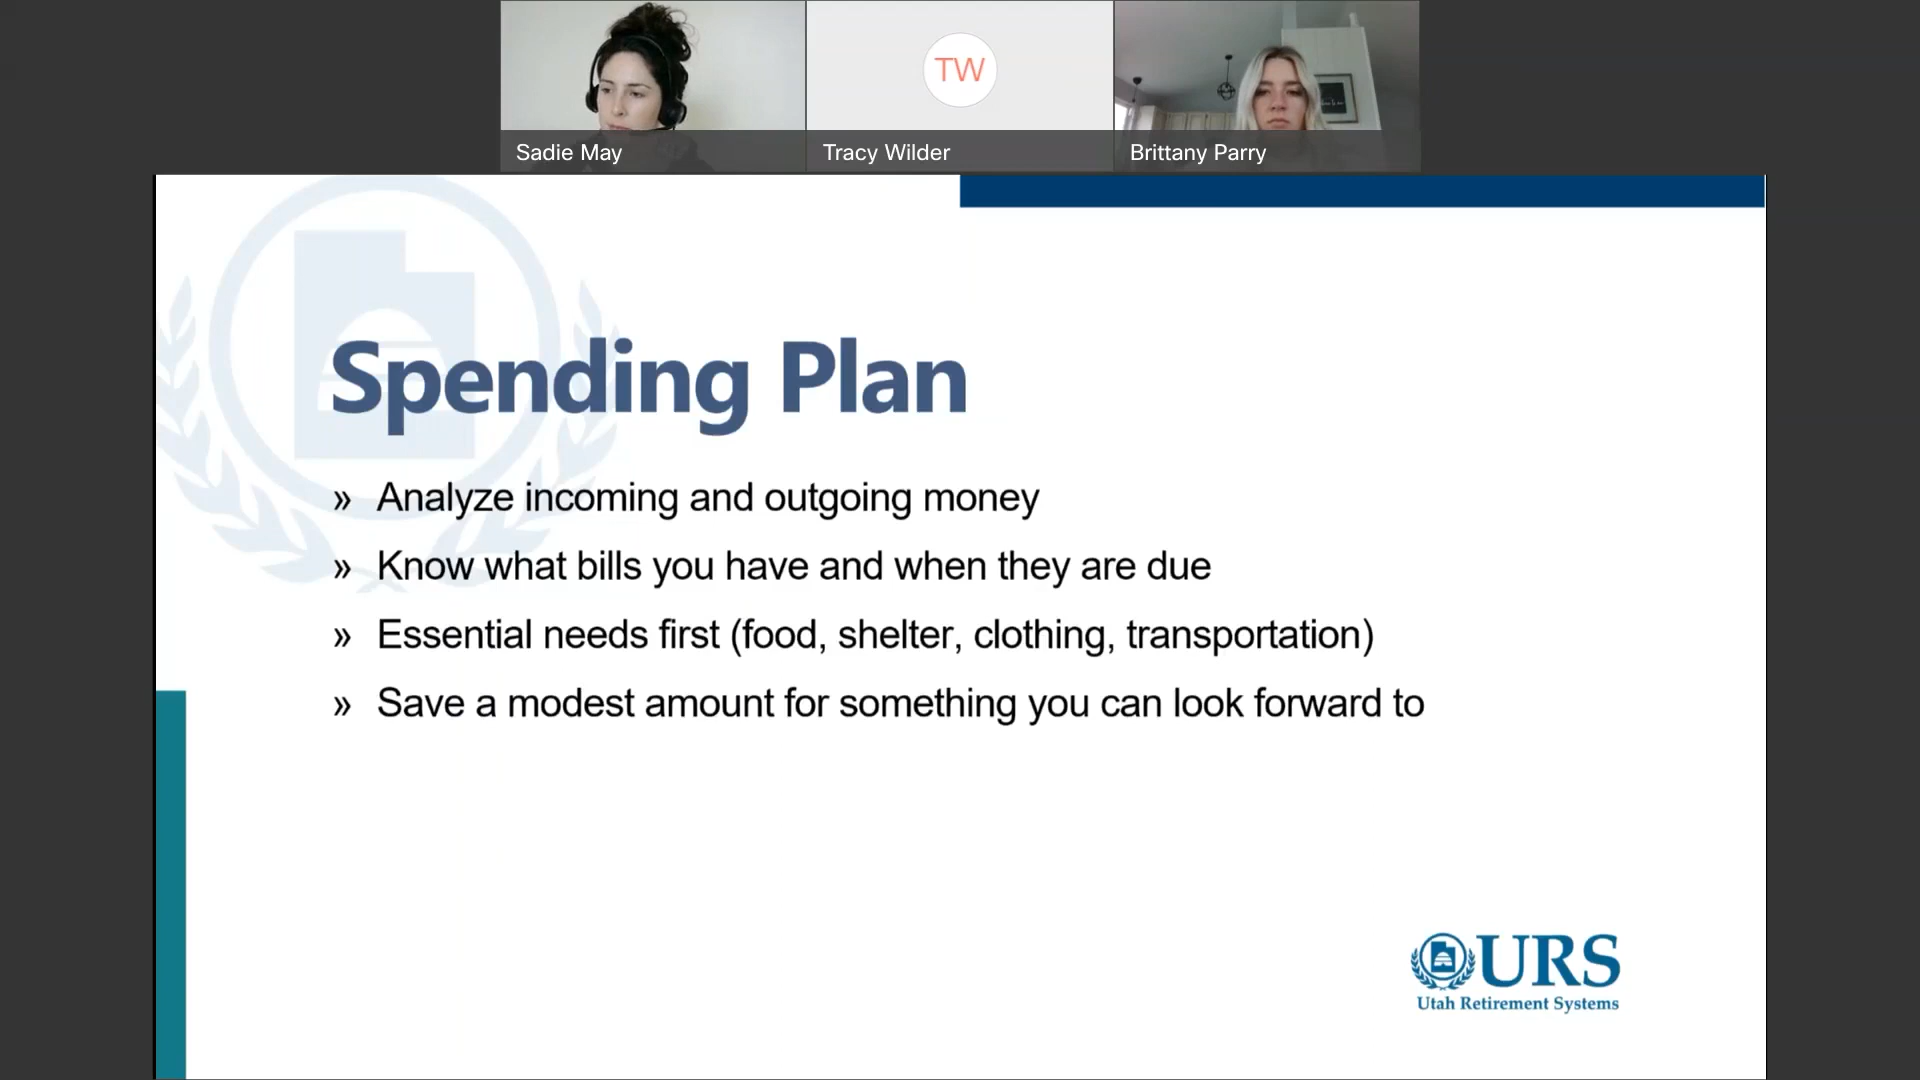 TW
Sadie May
Tracy Wilder
Brittany Parry
Spending Plan
» Analyze incoming and outgoing money
» Know what bills you have and when they are due
» Essential needs first (food, shelter, clothing, transportation)
» Save a modest amount for something you can look forward to
URS
Utah Retirement Systems